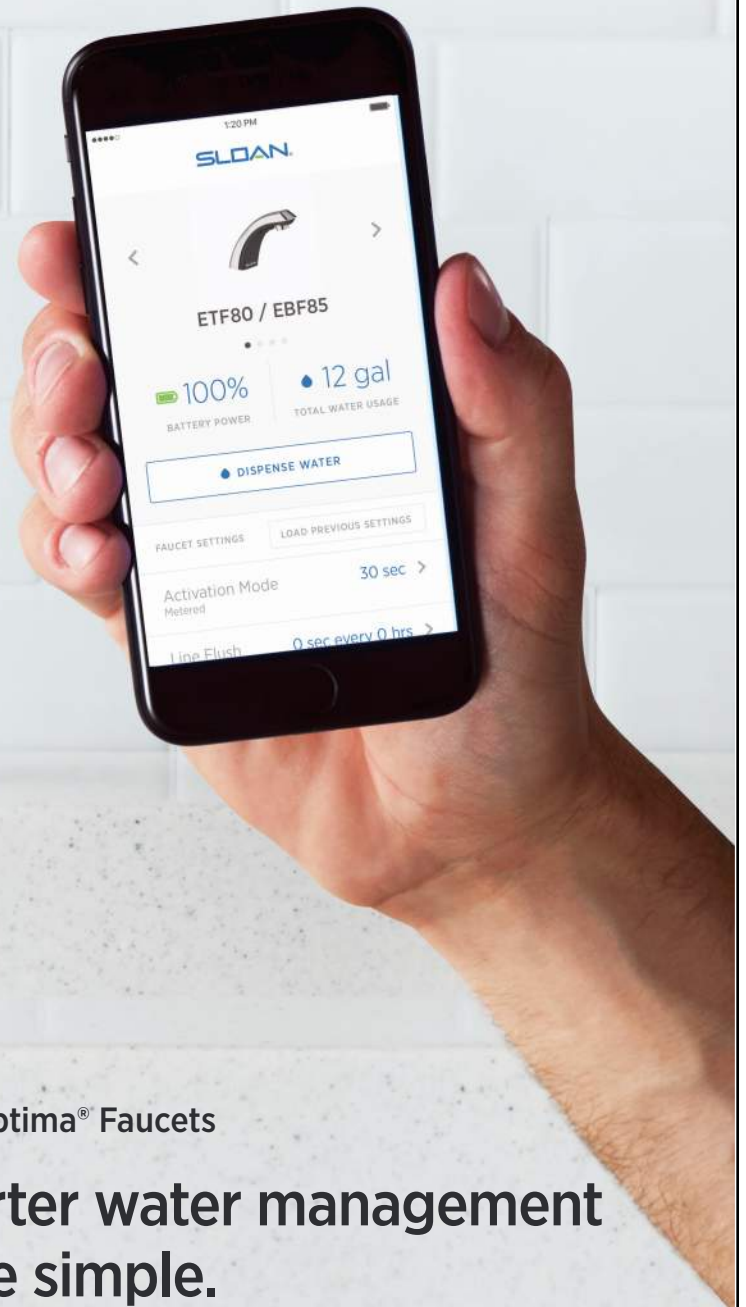 1:20 PM
SLOAN.
ETF80 / EBF85
100%
BATTERY POWER
12 gal
TOTAL WATER USAGE
DISPENSE WATER
FAUCET SETTINGS
LOAD PREVIOUS SETTINGS
Activation Mode
Metered
30 sec
Line Flush
0 sec every 0 hrs
ptima® Faucets
rter water management
e simple.